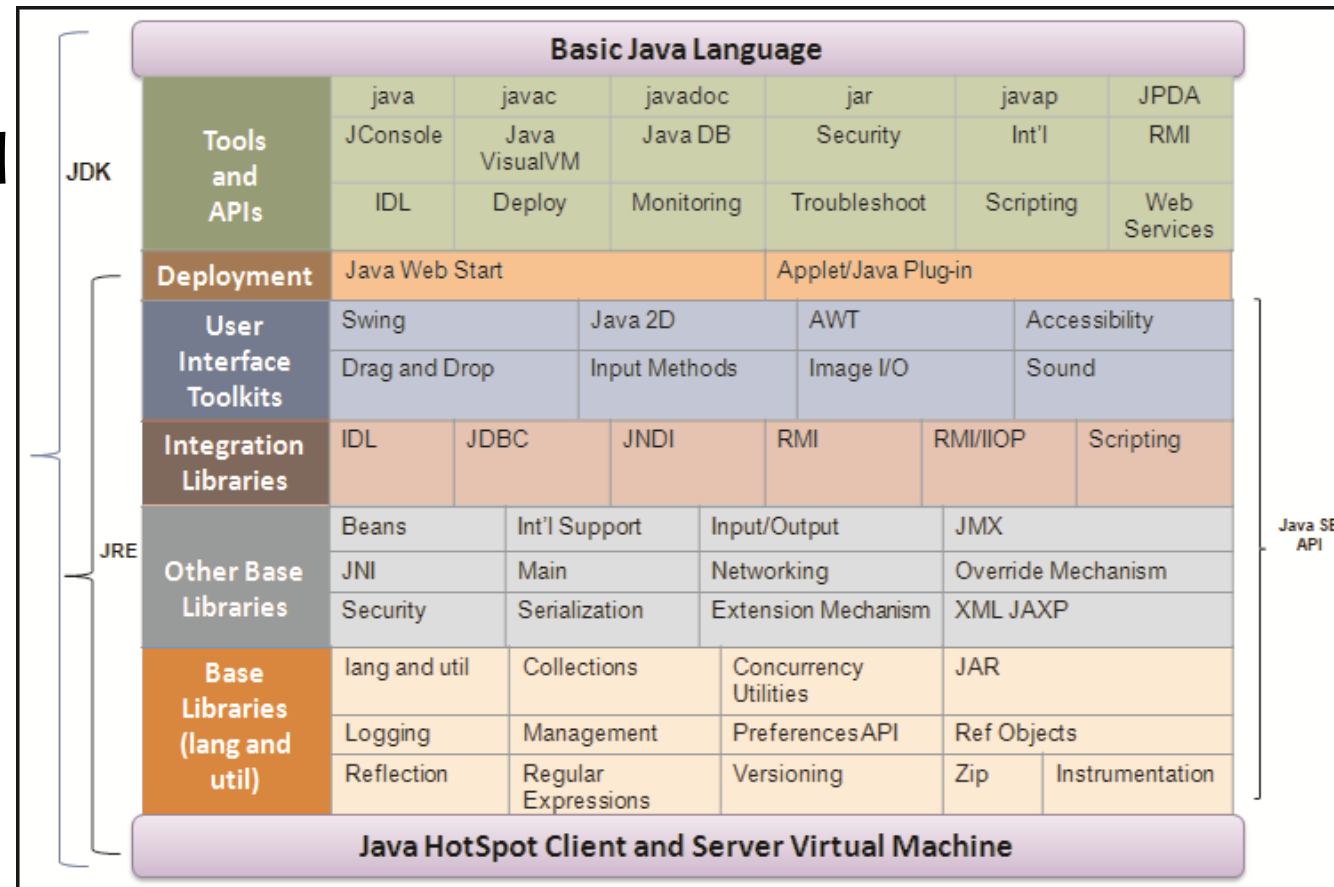 Basic Java Language
JDK
Tools
and
APIs
java javac javadoc jar javap JPDA
JConsole Java VisualVM Java DB Security Int'l RMI
IDL Deploy Monitoring Troubleshoot Scripting Web Services
Deployment
Java Web Start Applet/Java Plug-in
User
Interface
Toolkits
Swing Java 2D AWT Accessibility
Drag and Drop Input Methods Image I/O Sound
Integration
Libraries
IDL JDBC JNDI RMI RMI/IIOP Scripting
JRE
Other Base
Libraries
Beans Int'l Support Input/Output JMX
JNI Main Networking Override Mechanism
Security Serialization Extension Mechanism XML JAXP
Java SE
API
Base
Libraries
(lang and
util)
lang and util Collections Concurrency Utilities JAR
Logging Management Preferences API Ref Objects
Reflection Regular Expressions Versioning Zip Instrumentation
Java HotSpot Client and Server Virtual Machine